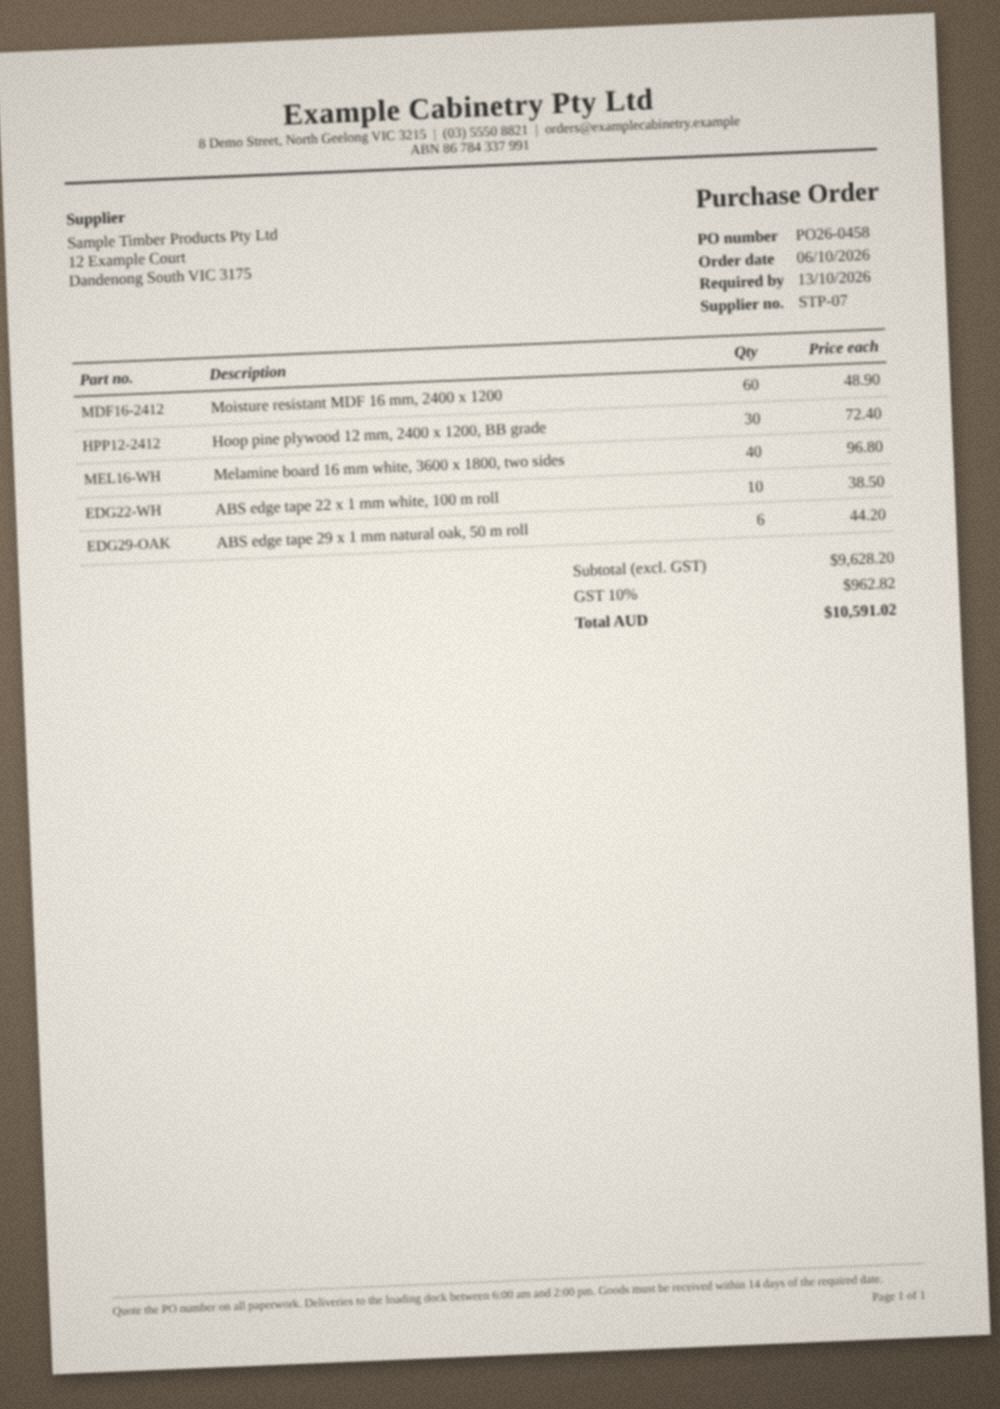 Example Cabinetry Pty Ltd
8 Demo Street, North Geelong VIC 3215 | (03) 5550 8821 | orders@examplecabinetry.example
ABN 86 784 337 991
Purchase Order
Supplier
Sample Timber Products Pty Ltd
12 Example Court
Dandenong South VIC 3175
PO number PO26-0458
Order date 06/10/2026
Required by 13/10/2026
Supplier no. STP-07
Part no. Description Qty Price each
MDF16-2412 Moisture resistant MDF 16 mm, 2400 x 1200 60 48.90
HPP12-2412 Hoop pine plywood 12 mm, 2400 x 1200, BB grade 30 72.40
MEL16-WH Melamine board 16 mm white, 3600 x 1800, two sides 40 96.80
EDG22-WH ABS edge tape 22 x 1 mm white, 100 m roll 10 38.50
EDG29-OAK ABS edge tape 29 x 1 mm natural oak, 50 m roll 6 44.20
Subtotal (excl. GST) $9,628.20
GST 10% $962.82
Total AUD $10,591.02
Quote the PO number on all paperwork. Deliveries to the loading dock between 6:00 am and 2:00 pm. Goods must be received within 14 days of the required date.
Page 1 of 1